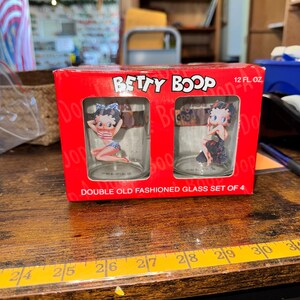 BETTY BOOP
12 FL. OZ.
DOUBLE OLD FASHIONED GLASS SET OF 4
24 25 26 27 28 29 30 31